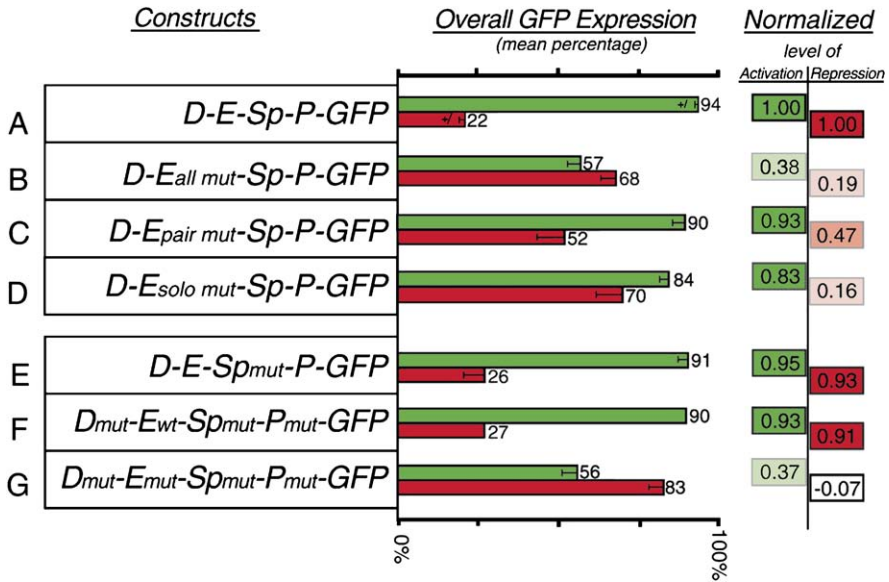 Constructs
Overall GFP Expression
(mean percentage)
Normalized
level of
Activation Repression
A D-E-Sp-P-GFP +/- 94 1.00
+/- 22 1.00
B D-Eall mut-Sp-P-GFP 57 0.38
68 0.19
C D-Epair mut-Sp-P-GFP 90 0.93
52 0.47
D D-Esolo mut-Sp-P-GFP 84 0.83
70 0.16
E D-E-Spmut-P-GFP 91 0.95
26 0.93
F Dmut-Ewt-Spmut-Pmut-GFP 90 0.93
27 0.91
G Dmut-Emut-Spmut-Pmut-GFP 56 0.37
83 -0.07
%0 100%